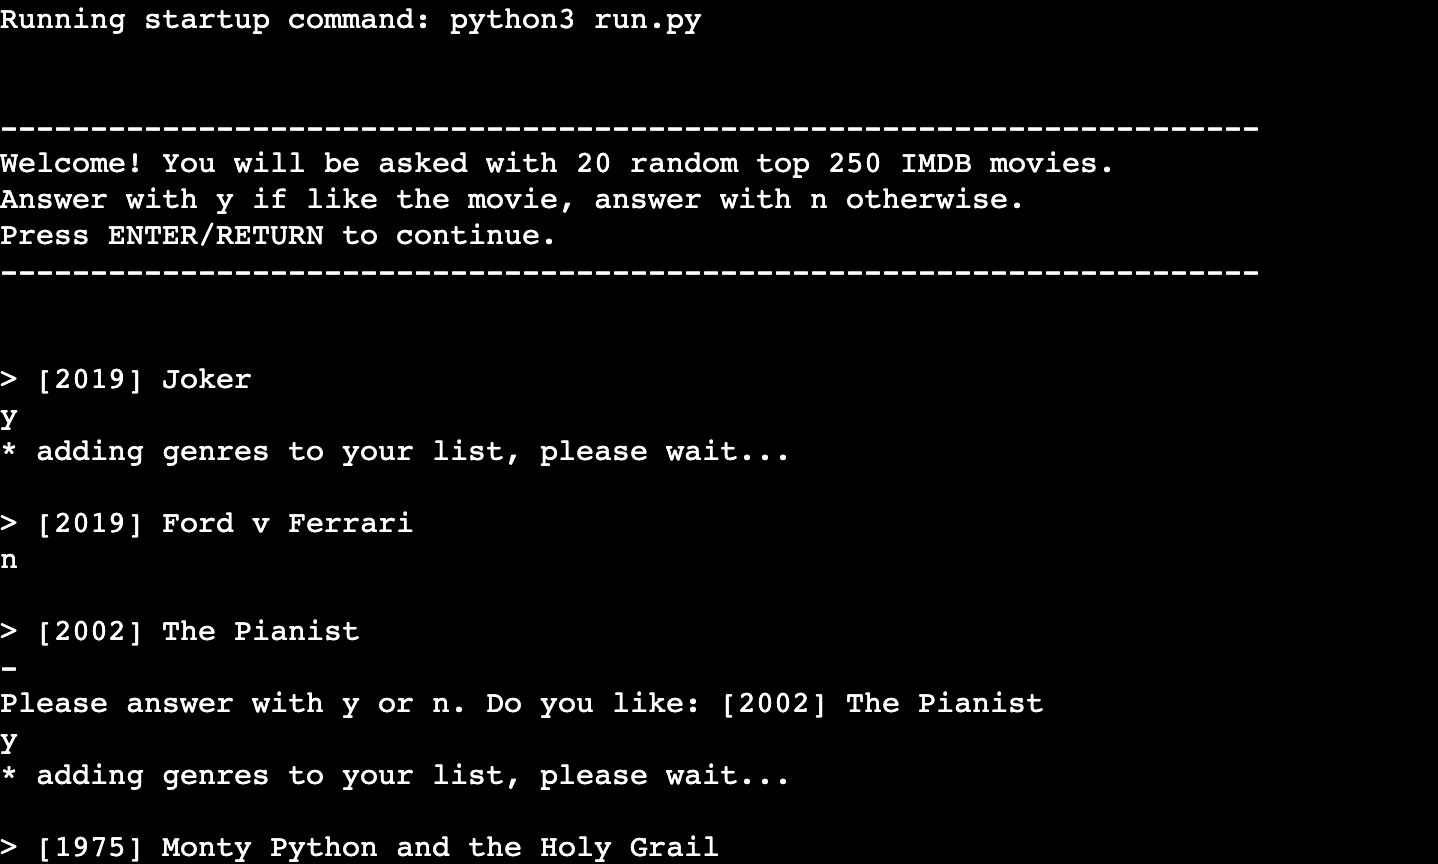 Running startup command: python3 run.py
----------------------------------------------------------------------
Welcome! You will be asked with 20 random top 250 IMDB movies.
Answer with y if like the movie, answer with n otherwise.
Press ENTER/RETURN to continue.
----------------------------------------------------------------------
> [2019] Joker
y
* adding genres to your list, please wait...
> [2019] Ford v Ferrari
n
> [2002] The Pianist
-
Please answer with y or n. Do you like: [2002] The Pianist
y
* adding genres to your list, please wait...
> [1975] Monty Python and the Holy Grail